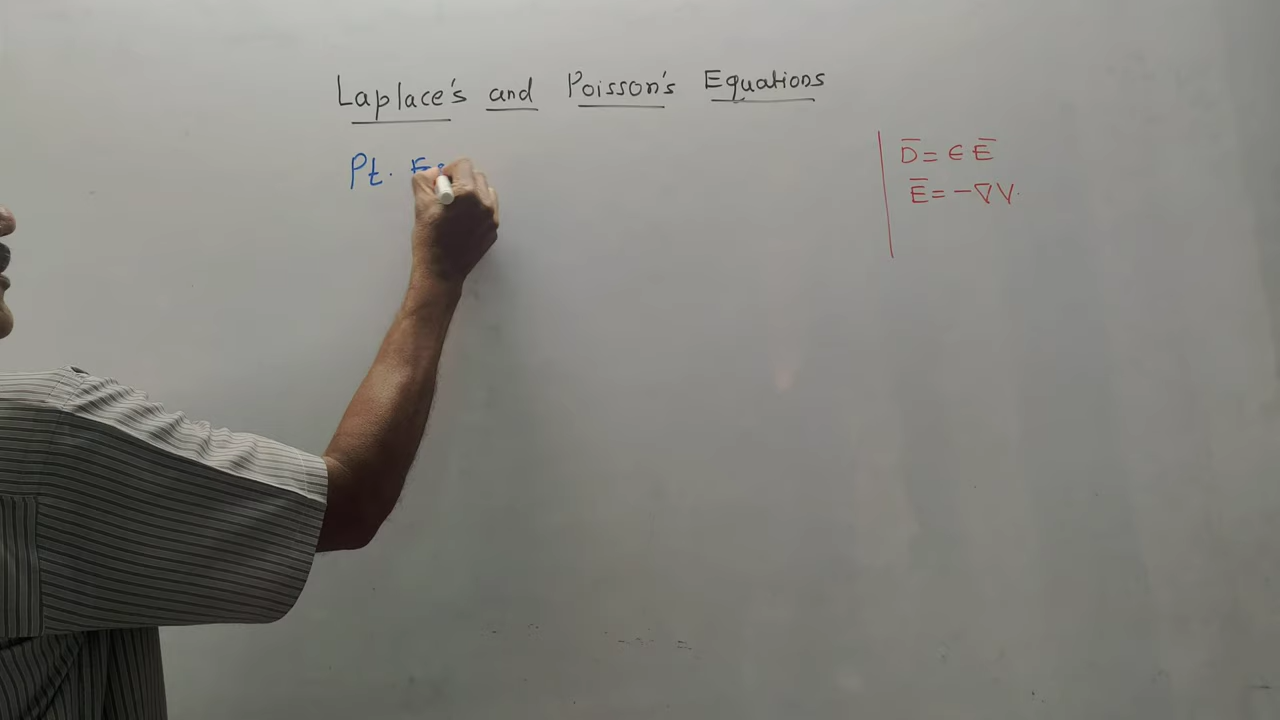 Laplace's and Poisson's Equations
Pt.
D̅ = ϵ E̅
E̅ = -∇V.